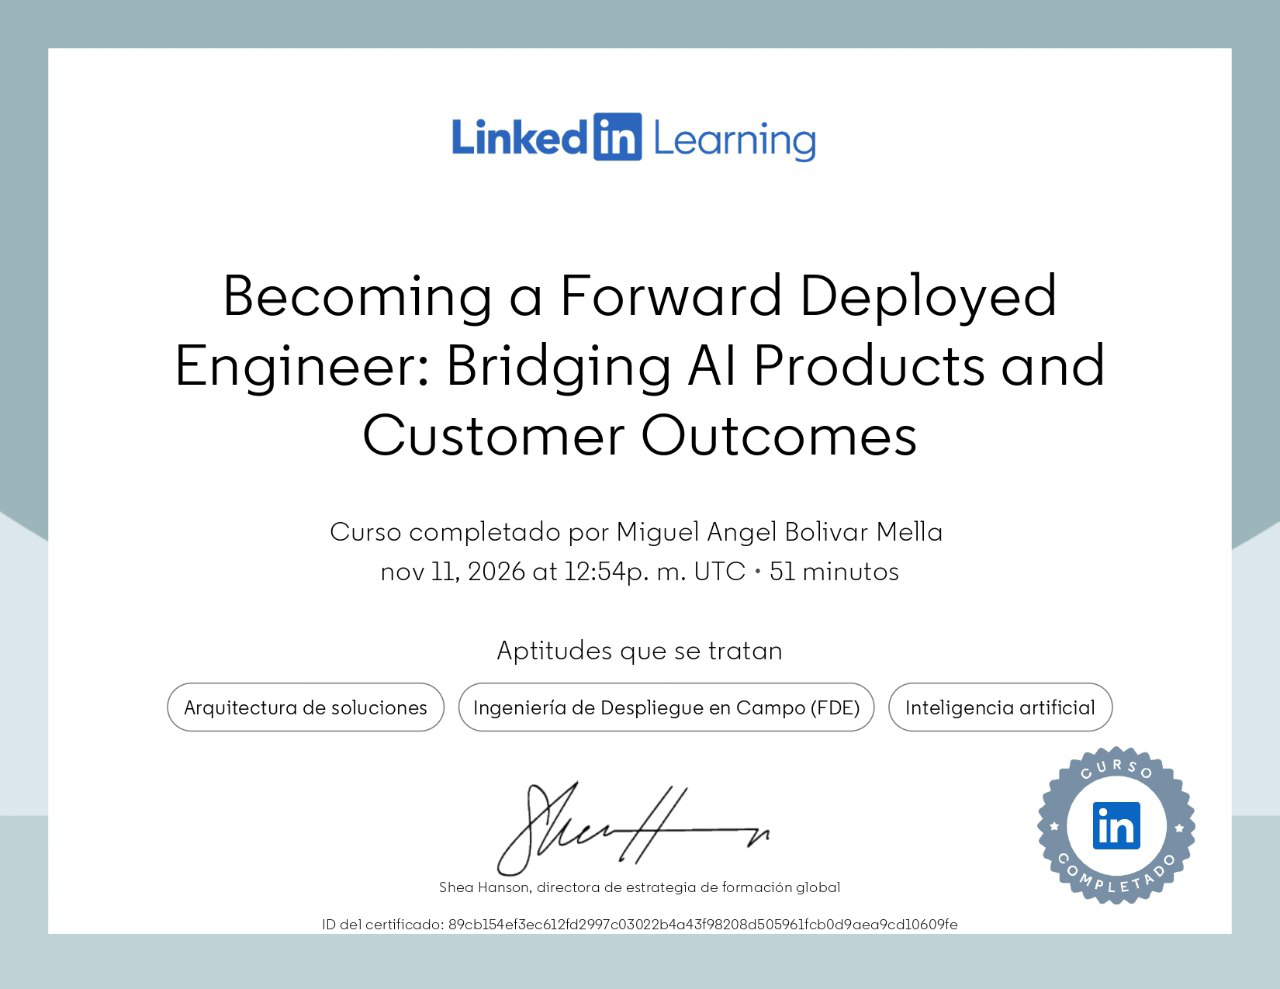 Linkedin Learning
Becoming a Forward Deployed
Engineer: Bridging AI Products and
Customer Outcomes
Curso completado por Miguel Angel Bolivar Mella
nov 11, 2026 at 12:54p. m. UTC • 51 minutos
Aptitudes que se tratan
Arquitectura de soluciones
Ingeniería de Despliegue en Campo (FDE)
Inteligencia artificial
CURSO
in
COMPLETADO
Shea Hanson, directora de estrategia de formación global
ID del certificado: 89cb154ef3ec612fd2997c03022b4a43f98208d505961fcb0d9aea9cd10609fe